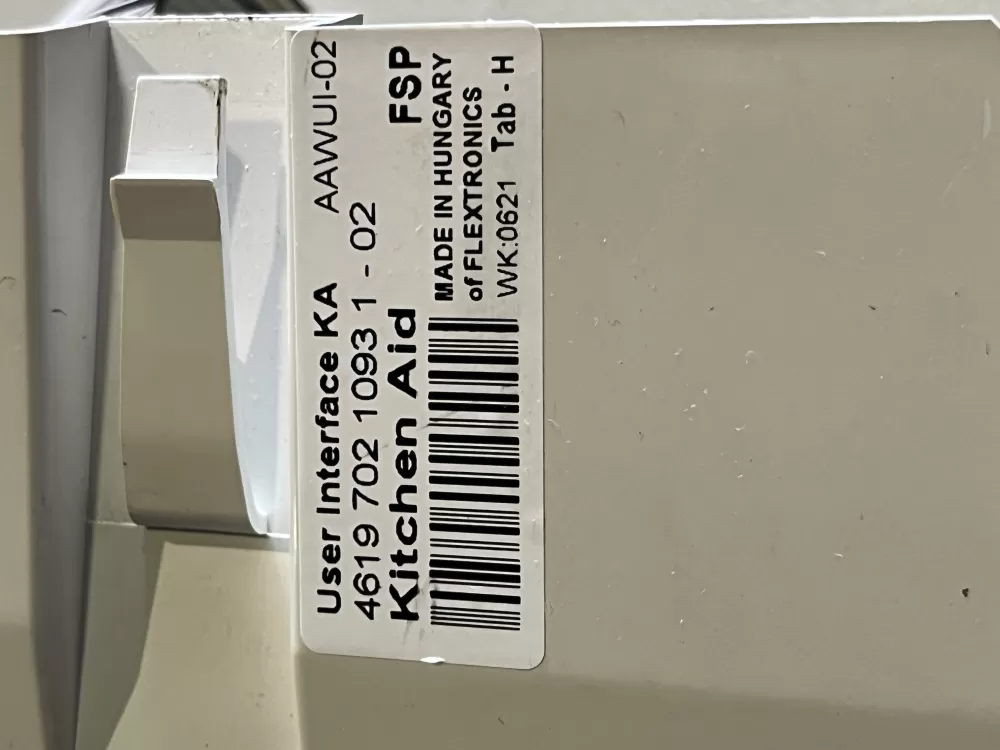 User Interface KA AAWUI-02
4619 702 1093 1 - 02
Kitchen Aid FSP
MADE IN HUNGARY
of FLEXTRONICS
WK:0621 Tab - H